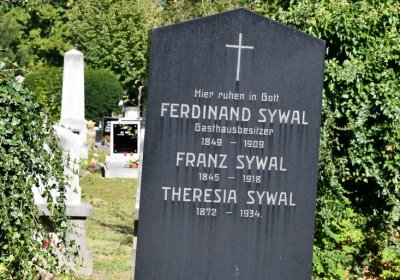 Hier ruhen in Gott
FERDINAND SYWAL
Gasthausbesitzer
1849 - 1909
FRANZ SYWAL
1845 - 1918
THERESIA SYWAL
1872 - 1934.